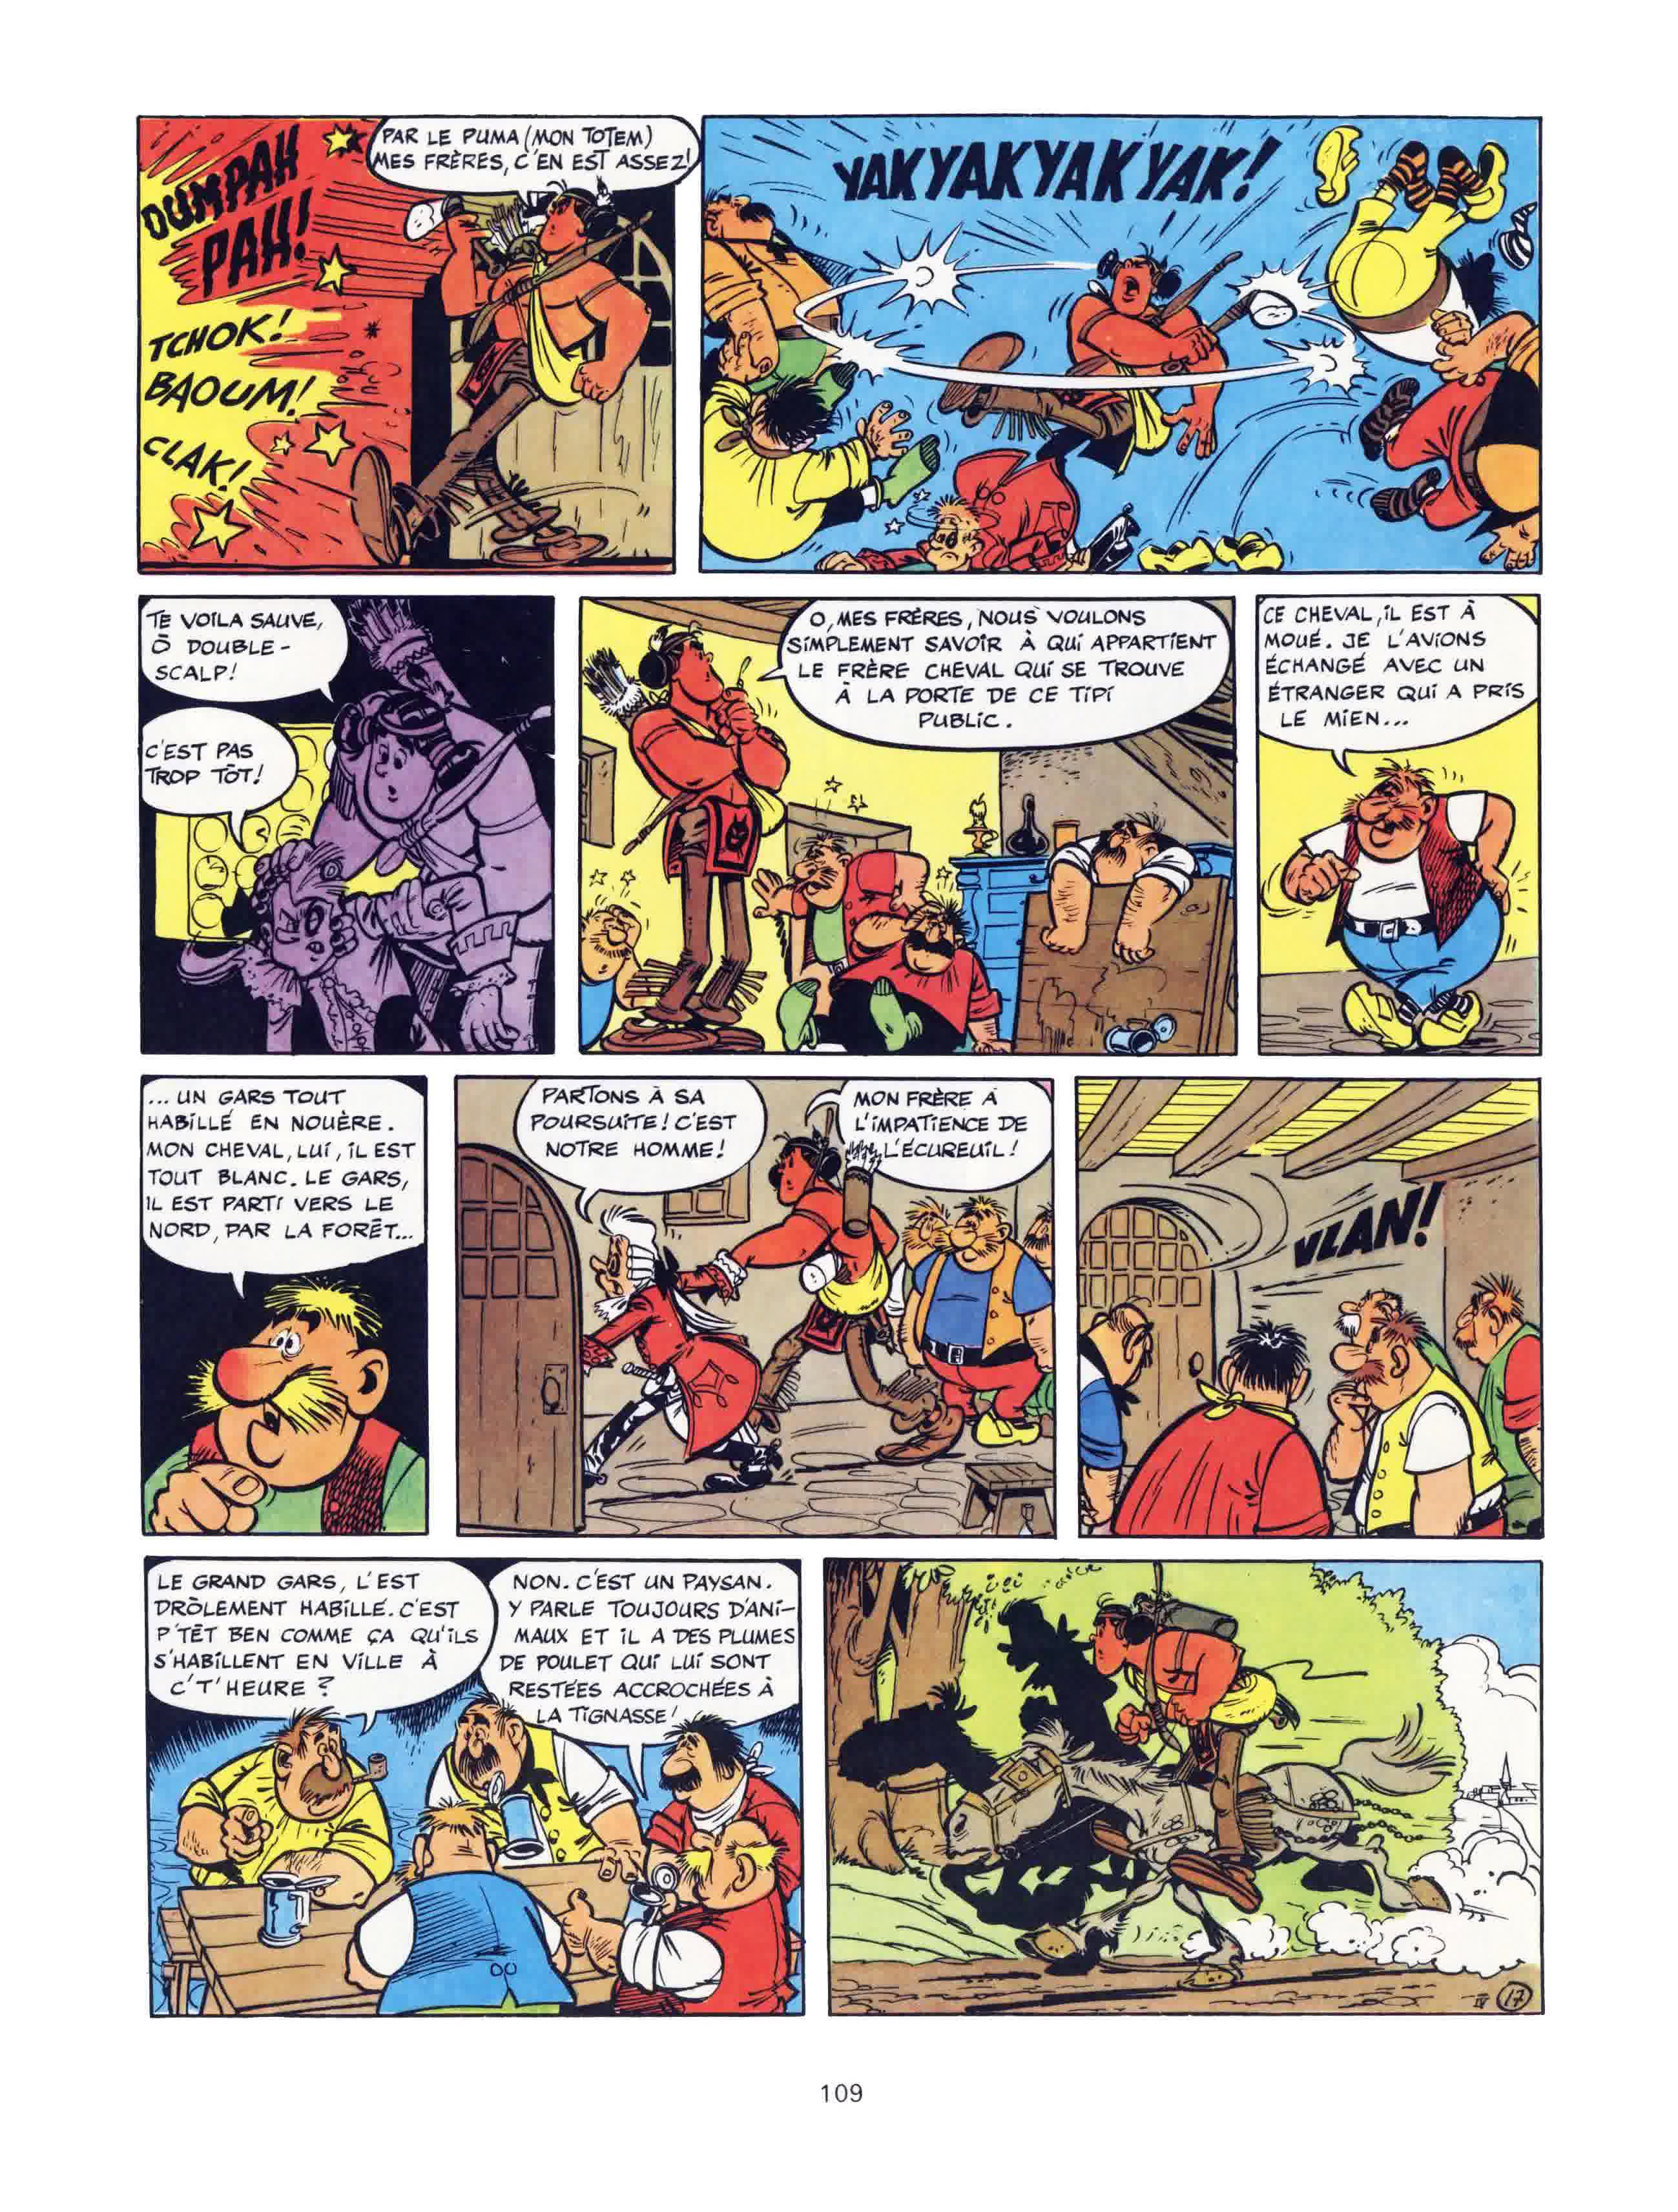 OUMPAH
PAH!
TCHOK!
BAOUM!
CLAK!
PAR LE PUMA (MON TOTEM)
MES FRÈRES, C'EN EST ASSEZ!
YAKYAKYAKYAK!
TE VOILA SAUVE,
Ô DOUBLE-
SCALP!
C'EST PAS
TROP TÔT!
O, MES FRÈRES, NOUS VOULONS
SIMPLEMENT SAVOIR À QUI APPARTIENT
LE FRÈRE CHEVAL QUI SE TROUVE
À LA PORTE DE CE TIPI
PUBLIC.
CE CHEVAL, IL EST À
MOUÉ. JE L'AVIONS
ÉCHANGÉ AVEC UN
ÉTRANGER QUI A PRIS
LE MIEN...
... UN GARS TOUT
HABILLÉ EN NOUÈRE.
MON CHEVAL, LUI, IL EST
TOUT BLANC. LE GARS,
IL EST PARTI VERS LE
NORD, PAR LA FORÊT...
PARTONS À SA
POURSUITE! C'EST
NOTRE HOMME!
MON FRÈRE A
L'IMPATIENCE DE
L'ÉCUREUIL!
VLAN!
LE GRAND GARS, L'EST
DRÔLEMENT HABILLÉ. C'EST
P'TÊT BEN COMME ÇA QU'ILS
S'HABILLENT EN VILLE À
C'T'HEURE?
NON. C'EST UN PAYSAN.
Y PARLE TOUJOURS D'ANI-
MAUX ET IL A DES PLUMES
DE POULET QUI LUI SONT
RESTÉES ACCROCHÉES À
LA TIGNASSE!
IV 17
109